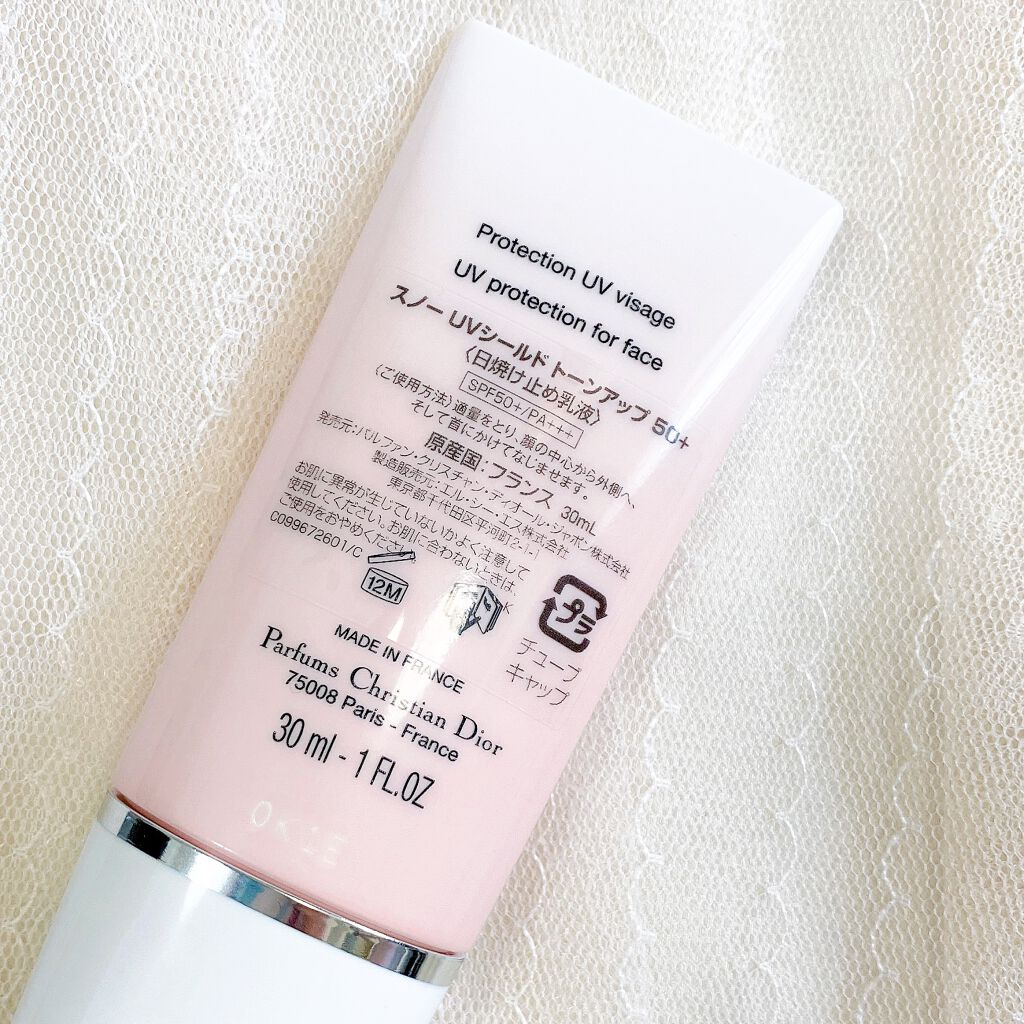 Protection UV visage
UV protection for face
スノー UVシールド トーンアップ 50+
〈日焼け止め乳液〉
SPF50+/PA+++
〈ご使用方法〉適量をとり、顔の中心から外側へ、
そして首にかけてなじませます。
原産国：フランス 30mL
発売元：パルファン・クリスチャン・ディオール・ジャポン株式会社
製造販売元：エル・シー・エス株式会社
東京都千代田区平河町2-1-1
お肌に異常が生じていないかよく注意して
使用してください。お肌に合わないときは、
ご使用をおやめください。
C099672601/C
K
12M
プラ
チューブ
キャップ
MADE IN FRANCE
Parfums Christian Dior
75008 Paris - France
30 ml - 1 FL.OZ
0K1E